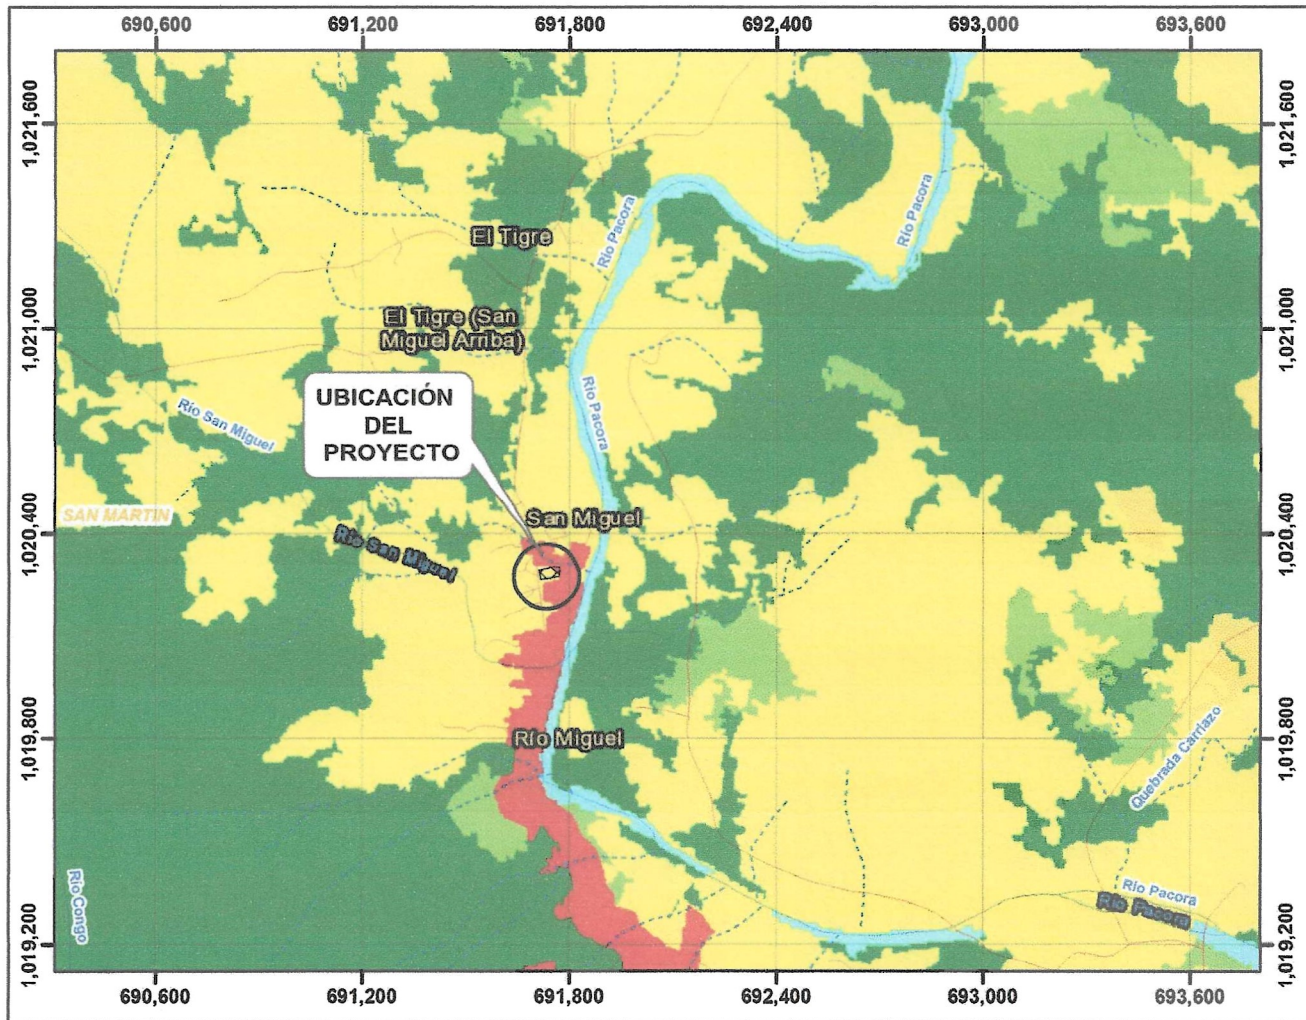 690,600 691,200 691,800 692,400 693,000 693,600
1,021,600
1,021,600
Río Pacora
Río Pacora
El Tigre
1,021,000
El Tigre (San
Miguel Arriba)
1,021,000
UBICACIÓN
DEL
PROYECTO
Río San Miguel
Río Pacora
SAN MARTIN
San Miguel
1,020,400
Río San Miguel
1,020,400
1,019,800
Río Miguel
1,019,800
Quebrada Carriazo
Río Congo
Río Pacora
Río Pacora
1,019,200
1,019,200
690,600 691,200 691,800 692,400 693,000 693,600